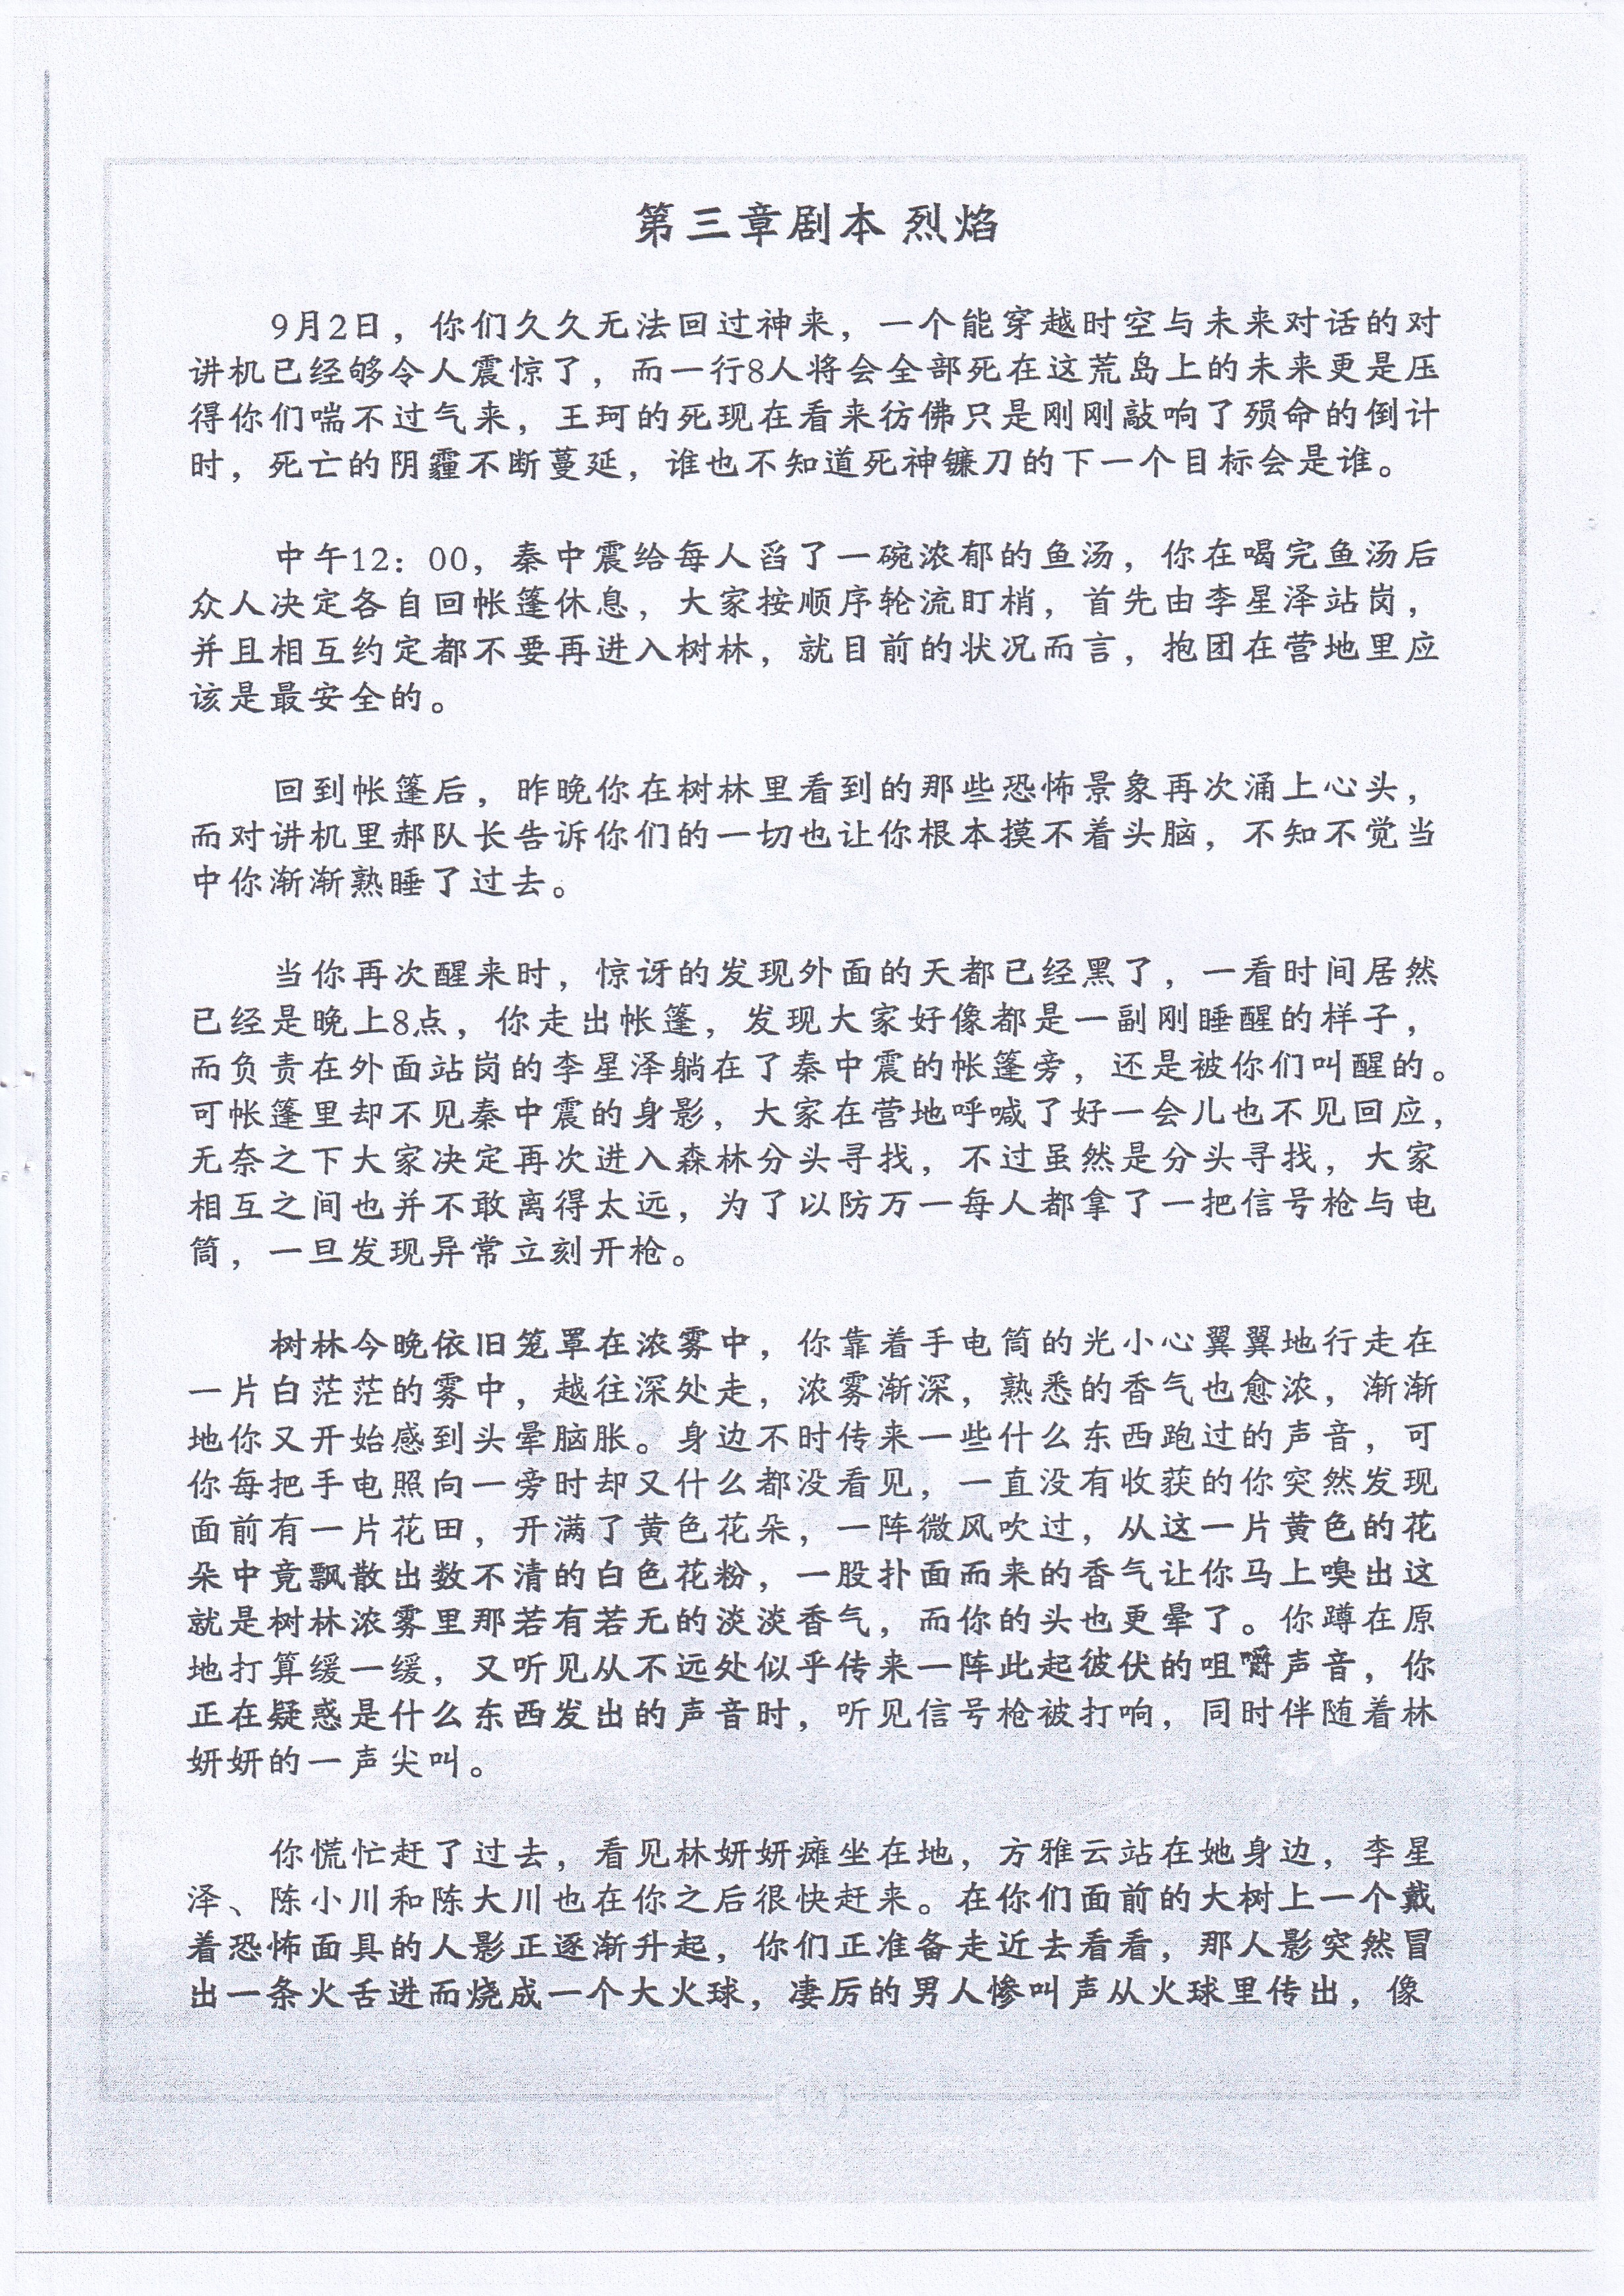 第三章剧本 烈焰
9月2日，你们久久无法回过神来，一个能穿越时空与未来对话的对
讲机已经够令人震惊了，而一行8人将会全部死在这荒岛上的未来更是压
得你们喘不过气来，王珂的死现在看来彷佛只是刚刚敲响了殒命的倒计
时，死亡的阴霾不断蔓延，谁也不知道死神镰刀的下一个目标会是谁。
中午12：00，秦中震给每人舀了一碗浓郁的鱼汤，你在喝完鱼汤后
众人决定各自回帐篷休息，大家按顺序轮流盯梢，首先由李星泽站岗，
并且相互约定都不要再进入树林，就目前的状况而言，抱团在营地里应
该是最安全的。
回到帐篷后，昨晚你在树林里看到的那些恐怖景象再次涌上心头，
而对讲机里郝队长告诉你们的一切也让你根本摸不着头脑，不知不觉当
中你渐渐熟睡了过去。
当你再次醒来时，惊讶的发现外面的天都已经黑了，一看时间居然
已经是晚上8点，你走出帐篷，发现大家好像都是一副刚睡醒的样子，
而负责在外面站岗的李星泽躺在了秦中震的帐篷旁，还是被你们叫醒的。
可帐篷里却不见秦中震的身影，大家在营地呼喊了好一会儿也不见回应，
无奈之下大家决定再次进入森林分头寻找，不过虽然是分头寻找，大家
相互之间也并不敢离得太远，为了以防万一每人都拿了一把信号枪与电
筒，一旦发现异常立刻开枪。
树林今晚依旧笼罩在浓雾中，你靠着手电筒的光小心翼翼地行走在
一片白茫茫的雾中，越往深处走，浓雾渐深，熟悉的香气也愈浓，渐渐
地你又开始感到头晕脑胀。身边不时传来一些什么东西跑过的声音，可
你每把手电照向一旁时却又什么都没看见，一直没有收获的你突然发现
面前有一片花田，开满了黄色花朵，一阵微风吹过，从这一片黄色的花
朵中竟飘散出数不清的白色花粉，一股扑面而来的香气让你马上嗅出这
就是树林浓雾里那若有若无的淡淡香气，而你的头也更晕了。你蹲在原
地打算缓一缓，又听见从不远处似乎传来一阵此起彼伏的咀嚼声音，你
正在疑惑是什么东西发出的声音时，听见信号枪被打响，同时伴随着林
妍妍的一声尖叫。
你慌忙赶了过去，看见林妍妍瘫坐在地，方雅云站在她身边，李星
泽、陈小川和陈大川也在你之后很快赶来。在你们面前的大树上一个戴
着恐怖面具的人影正逐渐升起，你们正准备走近去看看，那人影突然冒
出一条火舌进而烧成一个大火球，凄厉的男人惨叫声从火球里传出，像